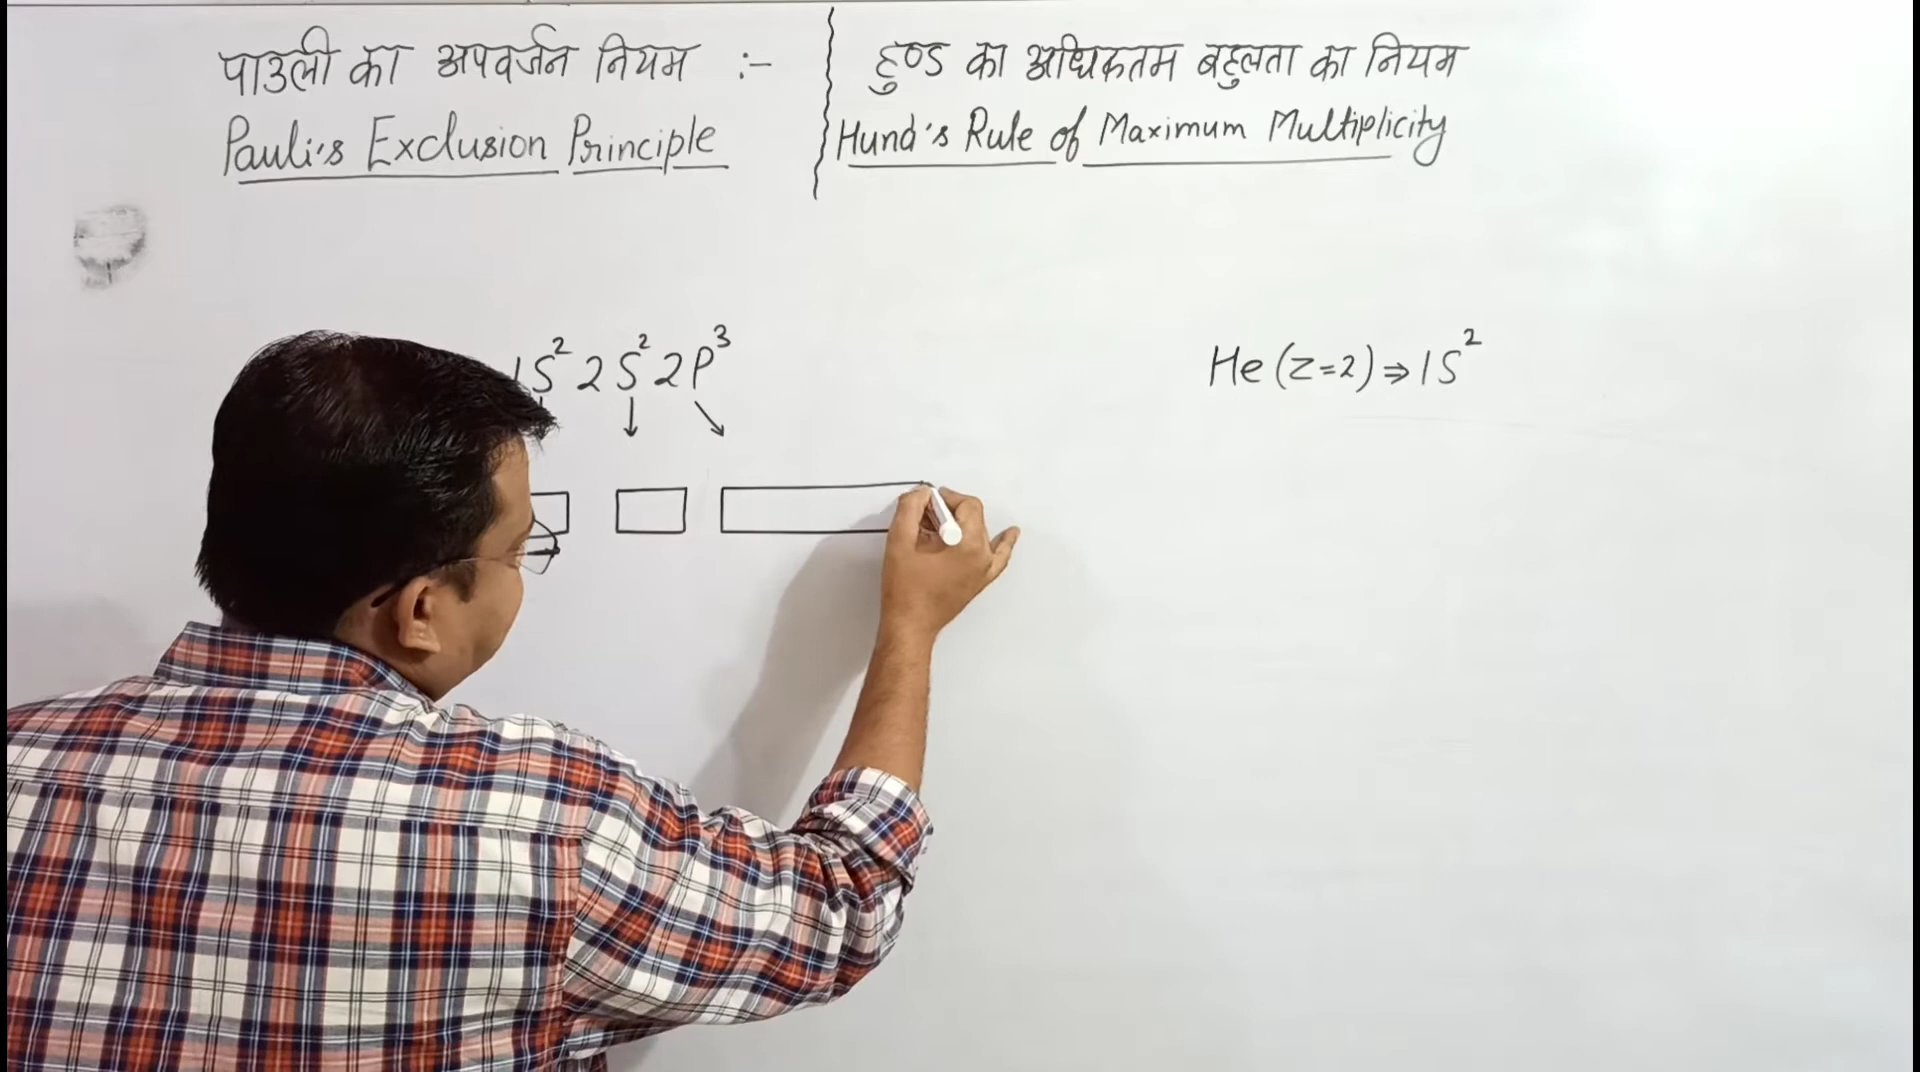 पाउली का अपवर्जन नियम :-
Pauli's Exclusion Principle
हुण्ड का अधिकतम बहुलता का नियम
Hund's Rule of Maximum Multiplicity
1S² 2S² 2P³
He (Z=2) ⇒ 1S²